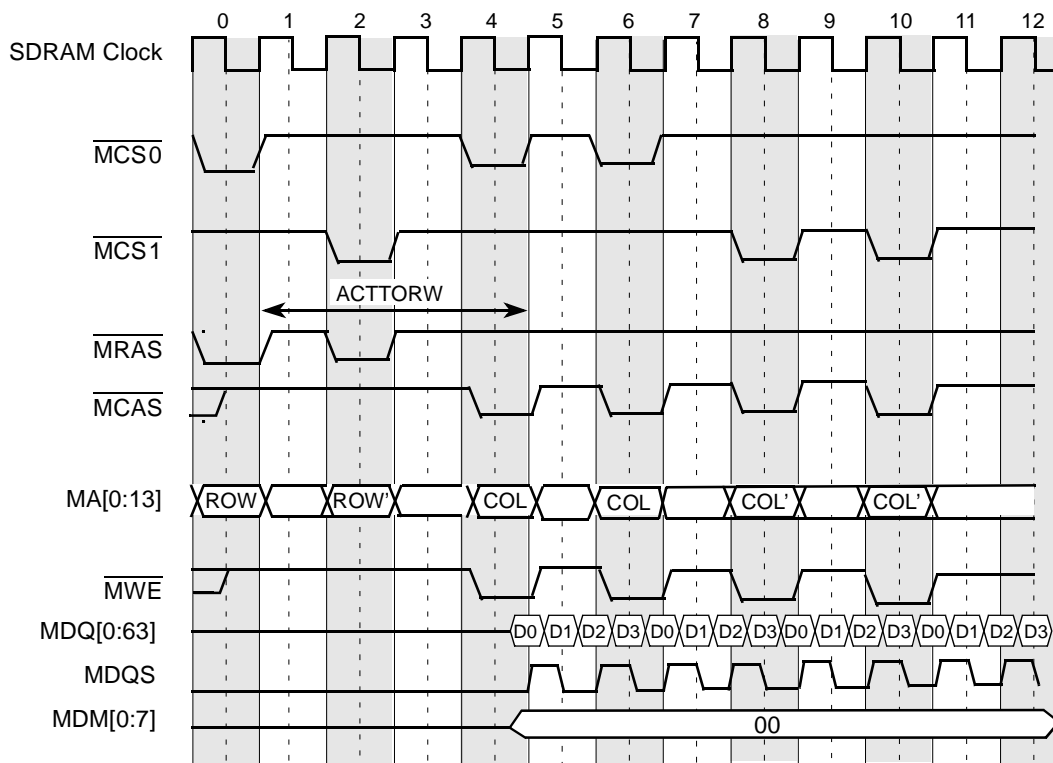 0 1 2 3 4 5 6 7 8 9 10 11 12
SDRAM Clock
MCS0
MCS1
ACTTORW
MRAS
MCAS
MA[0:13] ROW ROW' COL COL COL' COL'
MWE
MDQ[0:63] D0 D1 D2 D3 D0 D1 D2 D3 D0 D1 D2 D3 D0 D1 D2 D3
MDQS
MDM[0:7] 00